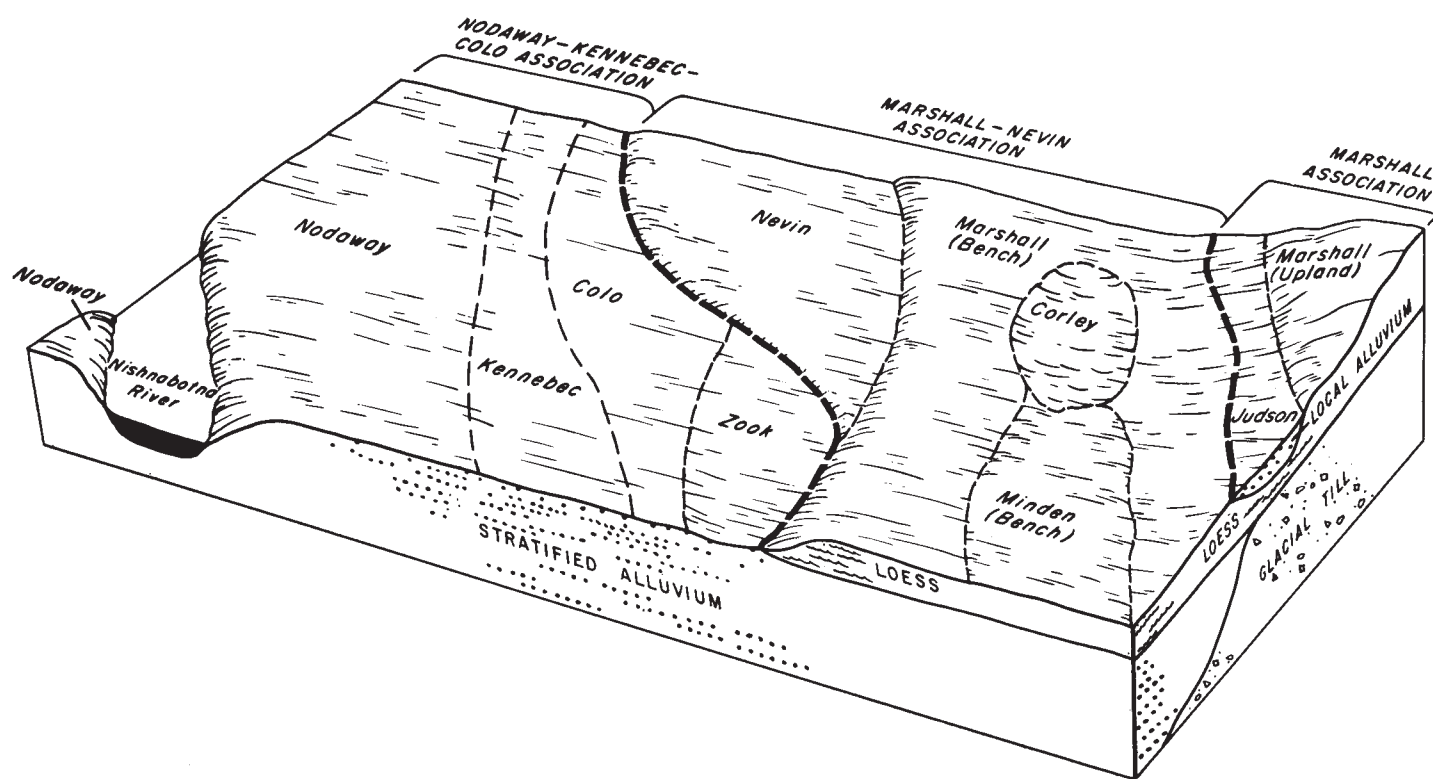 NODAWAY-KENNEBEC-
COLO ASSOCIATION
MARSHALL-NEVIN
ASSOCIATION
MARSHALL
ASSOCIATION
Nodaway
Nishnabotna
River
Nodaway
Kennebec
Colo
Zook
Nevin
Marshall
(Bench)
Corley
Minden
(Bench)
Judson
Marshall
(Upland)
STRATIFIED ALLUVIUM
LOESS
LOESS
LOCAL ALLUVIUM
GLACIAL TILL